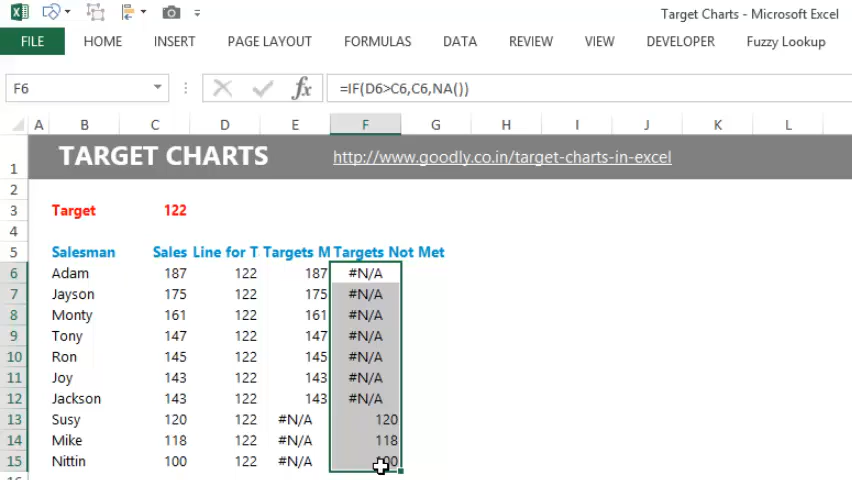 Target Charts - Microsoft Excel
FILE HOME INSERT PAGE LAYOUT FORMULAS DATA REVIEW VIEW DEVELOPER Fuzzy Lookup
F6 fx =IF(D6>C6,C6,NA())
A B C D E F G H I J K L
1 TARGET CHARTS http://www.goodly.co.in/target-charts-in-excel
2
3 Target 122
4
5 Salesman Sales Line for T Targets M Targets Not Met
6 Adam 187 122 187 #N/A
7 Jayson 175 122 175 #N/A
8 Monty 161 122 161 #N/A
9 Tony 147 122 147 #N/A
10 Ron 145 122 145 #N/A
11 Joy 143 122 143 #N/A
12 Jackson 143 122 143 #N/A
13 Susy 120 122 #N/A 120
14 Mike 118 122 #N/A 118
15 Nittin 100 122 #N/A 100